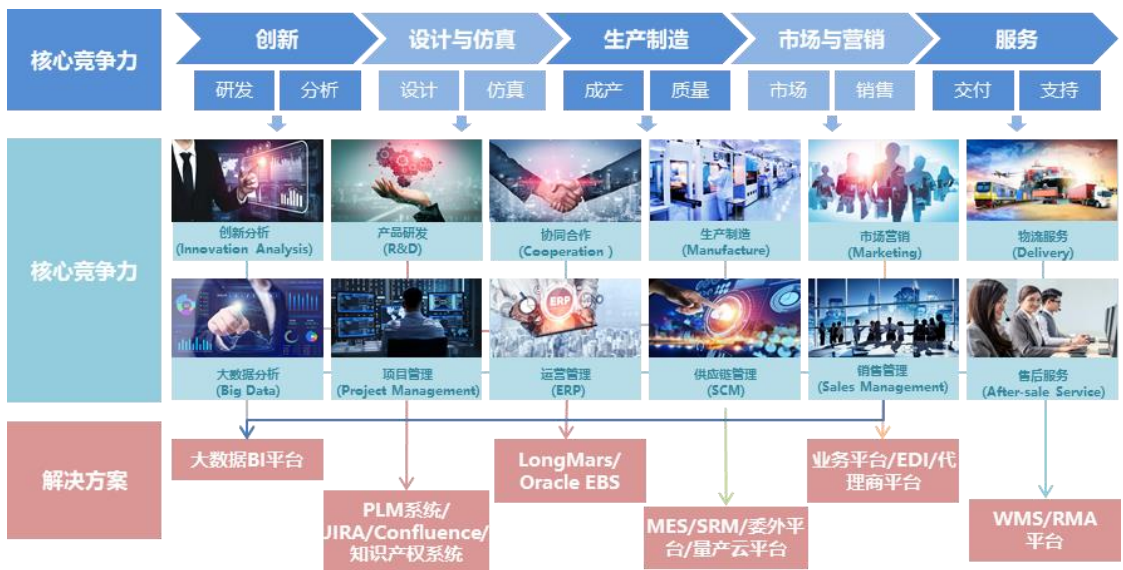 核心竞争力
创新
设计与仿真
生产制造
市场与营销
服务
研发
分析
设计
仿真
成产
质量
市场
销售
交付
支持
核心竞争力
创新分析
(Innovation Analysis)
产品研发
(R&D)
协同合作
(Cooperation )
生产制造
(Manufacture)
市场营销
(Marketing)
物流服务
(Delivery)
ERP
大数据分析
(Big Data)
项目管理
(Project Management)
运营管理
(ERP)
供应链管理
(SCM)
销售管理
(Sales Management)
售后服务
(After-sale Service)
解决方案
大数据BI平台
PLM系统/
JIRA/Confluence/
知识产权系统
LongMars/
Oracle EBS
MES/SRM/委外平
台/量产云平台
业务平台/EDI/代
理商平台
WMS/RMA
平台